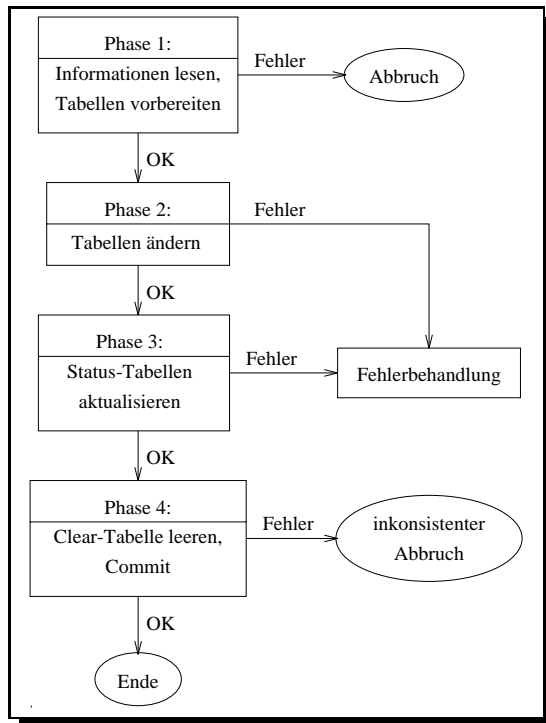 Phase 1:
Informationen lesen,
Tabellen vorbereiten
Fehler
Abbruch
OK
Phase 2:
Tabellen ändern
Fehler
OK
Phase 3:
Status-Tabellen
aktualisieren
Fehler
Fehlerbehandlung
OK
Phase 4:
Clear-Tabelle leeren,
Commit
Fehler
inkonsistenter
Abbruch
OK
Ende